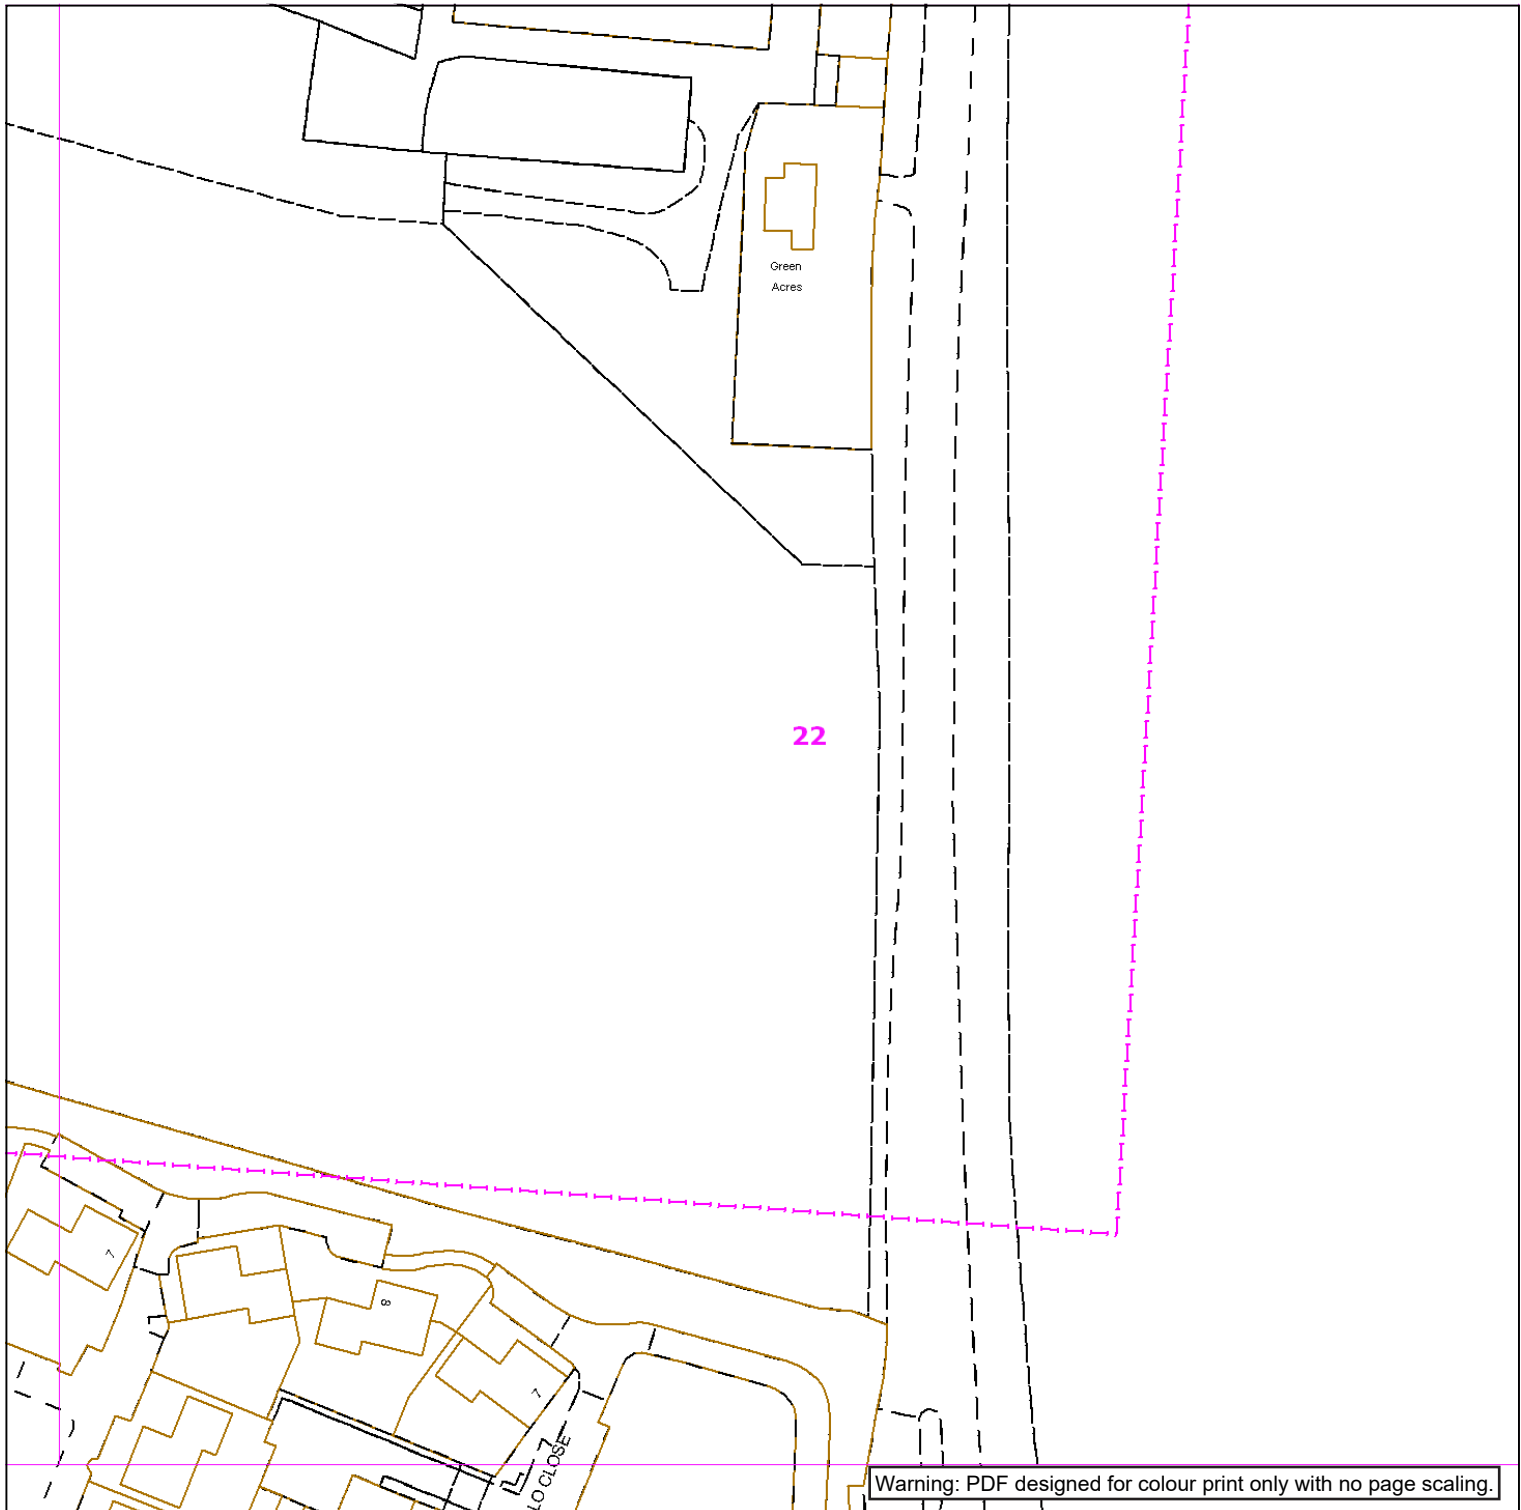 Green
Acres
22
7
8
7
LO CLOSE
Warning: PDF designed for colour print only with no page scaling.